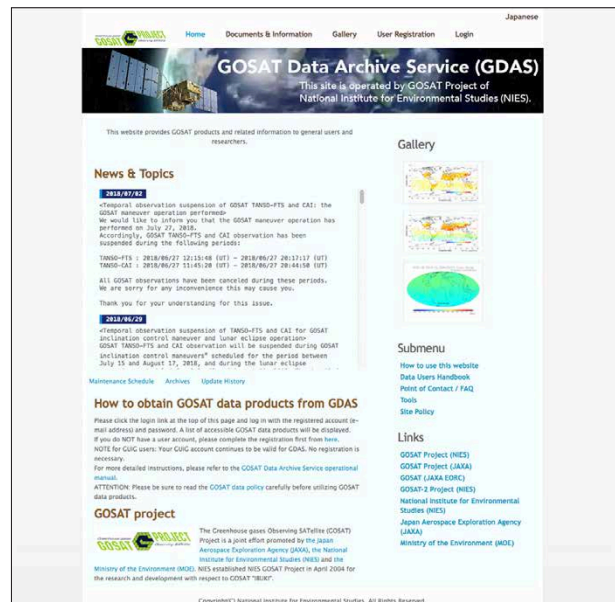 Japanese
GOSAT PROJECT
Home Documents & Information Gallery User Registration Login
GOSAT Data Archive Service (GDAS)
This site is operated by GOSAT Project of
National Institute for Environmental Studies (NIES).
This website provides GOSAT products and related information to general users and
researchers.
News & Topics
2018/07/02
<Temporal observation suspension of GOSAT TANSO-FTS and CAI: the
GOSAT maneuver operation performed>
We would like to inform you that the GOSAT maneuver operation has
performed on July 27, 2018.
Accordingly, GOSAT TANSO-FTS and CAI observation has been
suspended during the following periods:
TANSO-FTS : 2018/06/27 12:15:48 (UT) - 2018/06/27 20:17:17 (UT)
TANSO-CAI : 2018/06/27 11:45:20 (UT) - 2018/06/27 20:44:50 (UT)
All GOSAT observations have been canceled during these periods.
We are sorry for any inconvenience this may cause you.
Thank you for your understanding for this issue.
2018/06/29
<Temporal observation suspension of TANSO-FTS and CAI for GOSAT
inclination control maneuver and lunar eclipse operation>
GOSAT TANSO-FTS and CAI observation will be suspended during GOSAT
inclination control maneuvers* scheduled for the period between
July 15 and August 17, 2018, and during the lunar eclipse
Maintenance Schedule Archives Update History
How to obtain GOSAT data products from GDAS
Please click the login link at the top of this page and log in with the registered account (e-
mail address) and password. A list of accessible GOSAT data products will be displayed.
If you do NOT have a user account, please complete the registration first from here.
NOTE for GUIG users: Your GUIG account continues to be valid for GDAS. No registration is
necessary.
For more detailed instructions, please refer to the GOSAT Data Archive Service operational
manual.
ATTENTION: Please be sure to read the GOSAT data policy carefully before utilizing GOSAT
data products.
GOSAT project
GOSAT PROJECT
The Greenhouse gases Observing SATellite (GOSAT)
Project is a joint effort promoted by the Japan
Aerospace Exploration Agency (JAXA), the National
Institute for Environmental Studies (NIES) and the
Ministry of the Environment (MOE). NIES established NIES GOSAT Project in April 2004 for
the research and development with respect to GOSAT "IBUKI".
Gallery
Submenu
How to use this website
Data Users Handbook
Point of Contact / FAQ
Tools
Site Policy
Links
GOSAT Project (NIES)
GOSAT Project (JAXA)
GOSAT (JAXA EORC)
GOSAT-2 Project (NIES)
National Institute for Environmental
Studies (NIES)
Japan Aerospace Exploration Agency
(JAXA)
Ministry of the Environment (MOE)
Copyright(C) National Institute for Environmental Studies. All Rights Reserved.